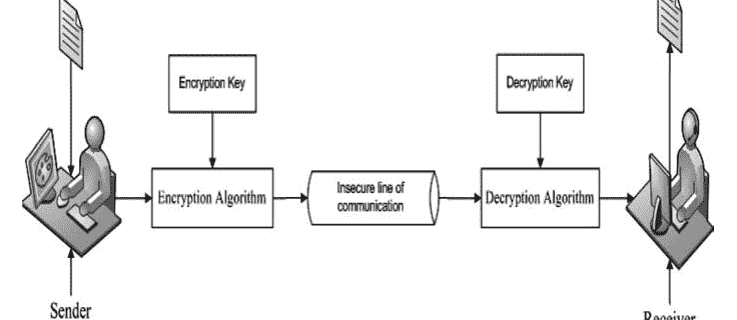 Encryption Key
Decryption Key
Encryption Algorithm
Insecure line of
communication
Decryption Algorithm
Sender
Receiver